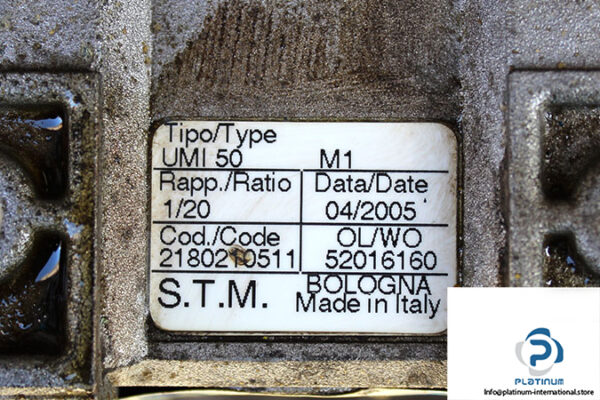 Tipo/Type
UMI 50 M1
Rapp./Ratio Data/Date
1/20 04/2005
Cod./Code OL/WO
2180210511 52016160
S.T.M. BOLOGNA
Made in Italy
PLATINUM
Info@platinum-international.store